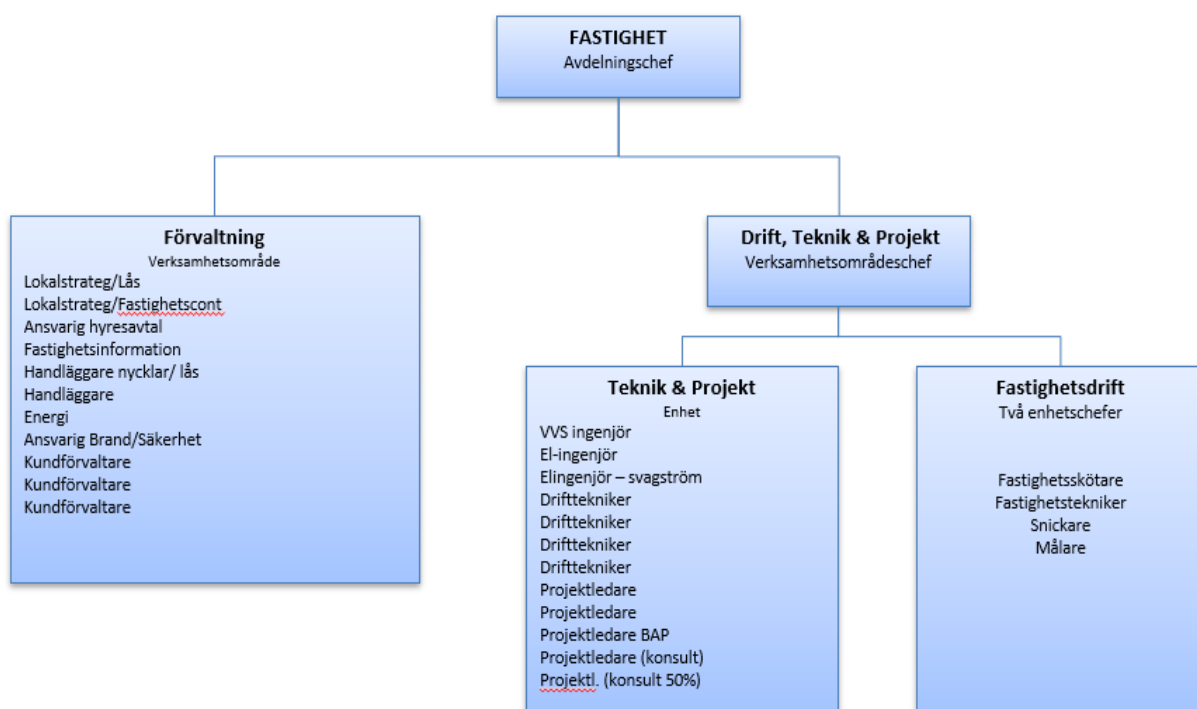 FASTIGHET
Avdelningschef
Förvaltning
Verksamhetsområde
Lokalstrateg/Lås
Lokalstrateg/Fastighetscont
Ansvarig hyresavtal
Fastighetsinformation
Handläggare nycklar/ lås
Handläggare
Energi
Ansvarig Brand/Säkerhet
Kundförvaltare
Kundförvaltare
Kundförvaltare
Drift, Teknik & Projekt
Verksamhetsområdeschef
Teknik & Projekt
Enhet
VVS ingenjör
El-ingenjör
Elingenjör – svagström
Drifttekniker
Drifttekniker
Drifttekniker
Drifttekniker
Projektledare
Projektledare
Projektledare BAP
Projektledare (konsult)
Projektl. (konsult 50%)
Fastighetsdrift
Två enhetschefer
Fastighetsskötare
Fastighetstekniker
Snickare
Målare